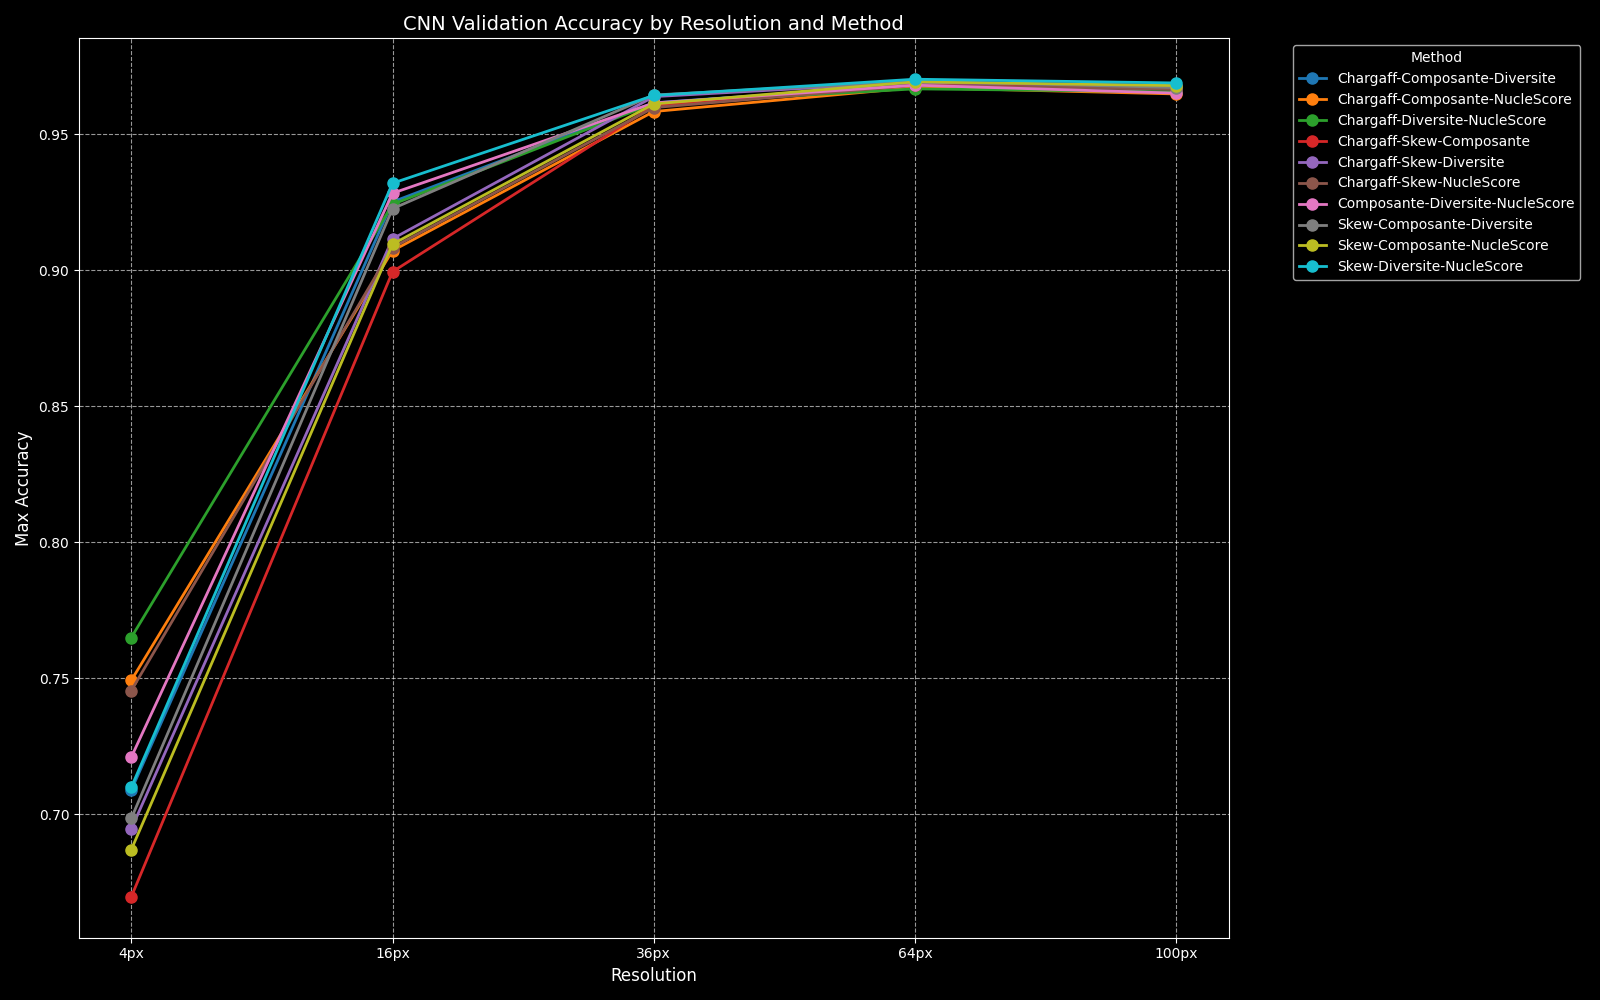 CNN Validation Accuracy by Resolution and Method
Method
Chargaff-Composante-Diversite
Chargaff-Composante-NucleScore
Chargaff-Diversite-NucleScore
Chargaff-Skew-Composante
Chargaff-Skew-Diversite
Chargaff-Skew-NucleScore
Composante-Diversite-NucleScore
Skew-Composante-Diversite
Skew-Composante-NucleScore
Skew-Diversite-NucleScore
Max Accuracy
0.95
0.90
0.85
0.80
0.75
0.70
4px 16px 36px 64px 100px
Resolution